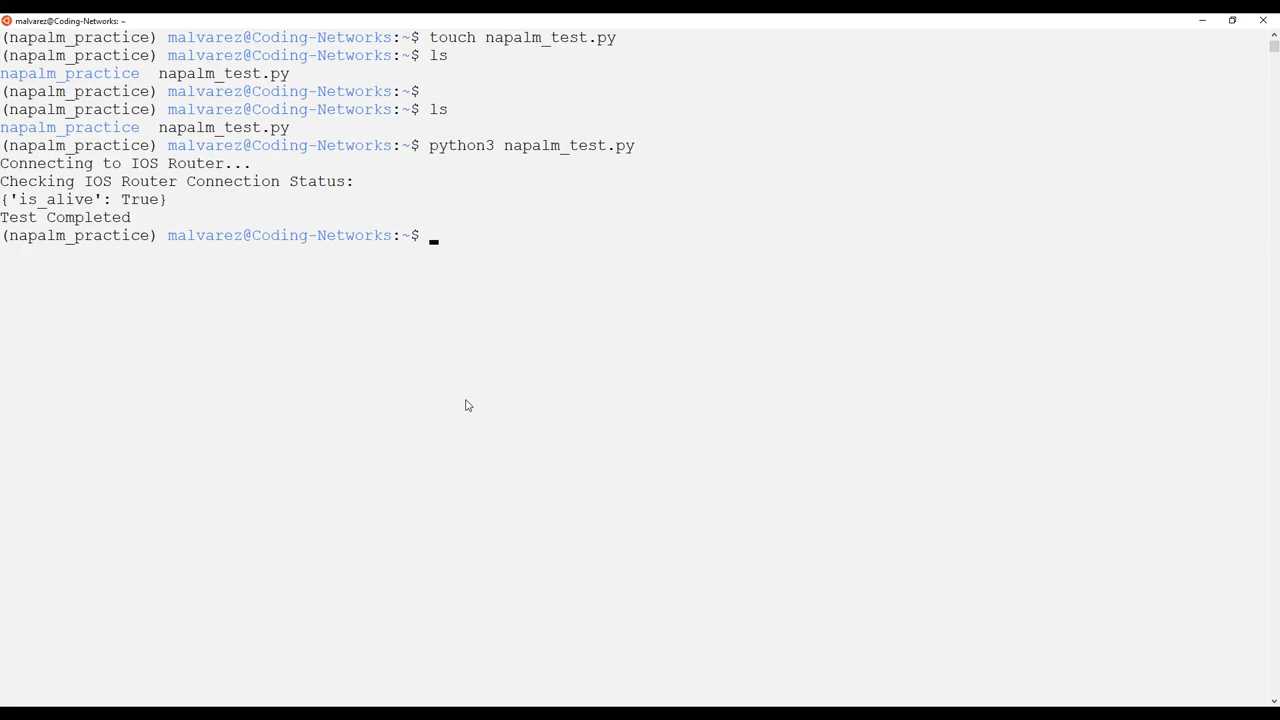 malvarez@Coding-Networks: ~
(napalm_practice) malvarez@Coding-Networks:~$ touch napalm_test.py
(napalm_practice) malvarez@Coding-Networks:~$ ls
napalm_practice  napalm_test.py
(napalm_practice) malvarez@Coding-Networks:~$
(napalm_practice) malvarez@Coding-Networks:~$ ls
napalm_practice  napalm_test.py
(napalm_practice) malvarez@Coding-Networks:~$ python3 napalm_test.py
Connecting to IOS Router...
Checking IOS Router Connection Status:
{'is_alive': True}
Test Completed
(napalm_practice) malvarez@Coding-Networks:~$